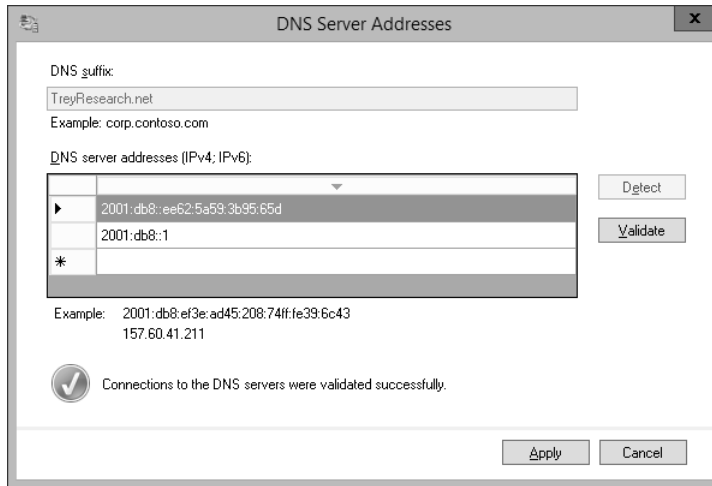 DNS Server Addresses
x
DNS suffix:
TreyResearch.net
Example: corp.contoso.com
DNS server addresses (IPv4; IPv6):
Detect
2001:db8::ee62:5a59:3b95:65d
Validate
2001:db8::1
*
Example: 2001:db8:ef3e:ad45:208:74ff:fe39:6c43
157.60.41.211
Connections to the DNS servers were validated successfully.
Apply Cancel